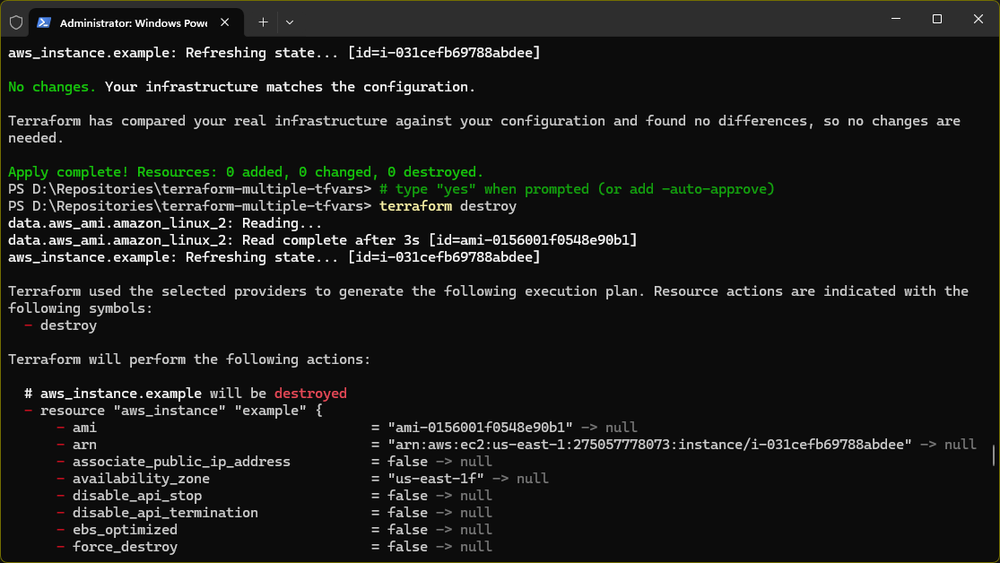 Administrator: Windows Powe
aws_instance.example: Refreshing state... [id=i-031cefb69788abdee]
No changes. Your infrastructure matches the configuration.
Terraform has compared your real infrastructure against your configuration and found no differences, so no changes are
needed.
Apply complete! Resources: 0 added, 0 changed, 0 destroyed.
PS D:\Repositories\terraform-multiple-tfvars> # type "yes" when prompted (or add -auto-approve)
PS D:\Repositories\terraform-multiple-tfvars> terraform destroy
data.aws_ami.amazon_linux_2: Reading...
data.aws_ami.amazon_linux_2: Read complete after 3s [id=ami-0156001f0548e90b1]
aws_instance.example: Refreshing state... [id=i-031cefb69788abdee]
Terraform used the selected providers to generate the following execution plan. Resource actions are indicated with the
following symbols:
  - destroy
Terraform will perform the following actions:
  # aws_instance.example will be destroyed
  - resource "aws_instance" "example" {
      - ami                                  = "ami-0156001f0548e90b1" -> null
      - arn                                  = "arn:aws:ec2:us-east-1:275057778073:instance/i-031cefb69788abdee" -> null
      - associate_public_ip_address          = false -> null
      - availability_zone                    = "us-east-1f" -> null
      - disable_api_stop                     = false -> null
      - disable_api_termination              = false -> null
      - ebs_optimized                        = false -> null
      - force_destroy                        = false -> null